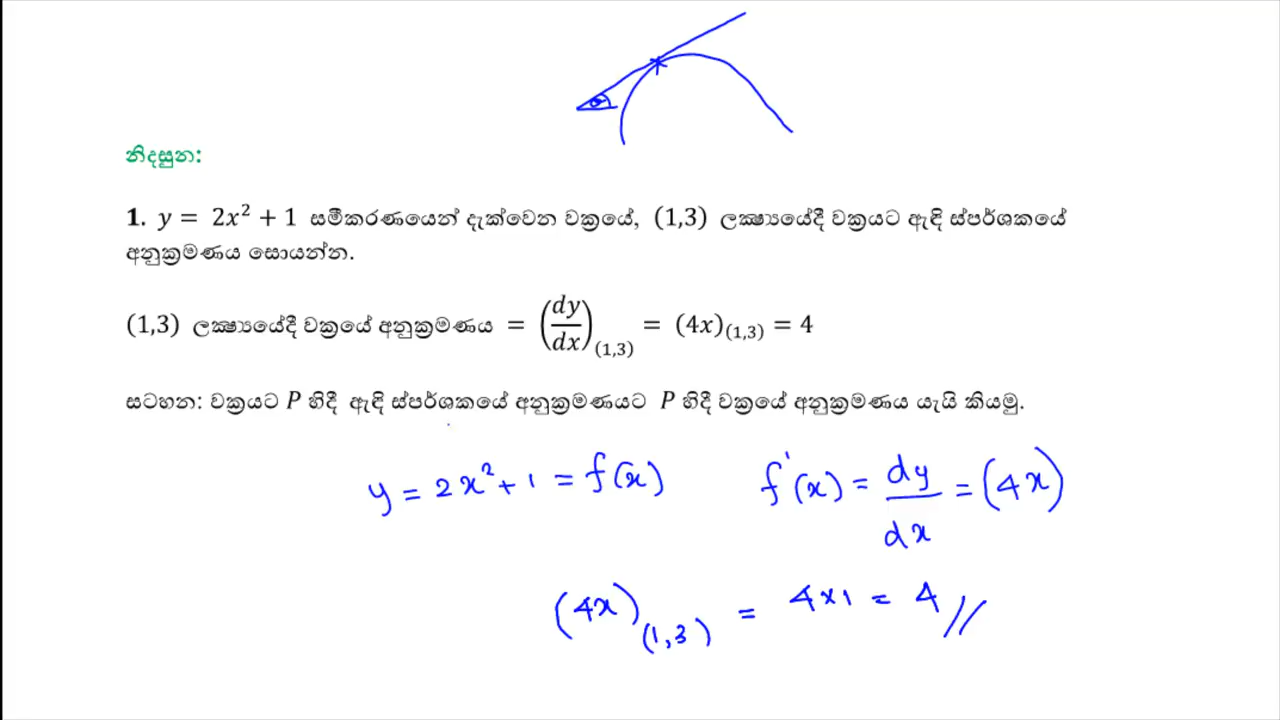 නිදසුන:
1. y = 2x² + 1 සමීකරණයෙන් දැක්වෙන වක්‍රයේ, (1,3) ලක්‍ෂ්‍යයේදී වක්‍රයට ඇඳි ස්පර්ශකයේ
අනුක්‍රමණය සොයන්න.
(1,3) ලක්‍ෂ්‍යයේදී වක්‍රයේ අනුක්‍රමණය = (dy/dx)(1,3) = (4x)(1,3) = 4
සටහන: වක්‍රයට P හිදී ඇඳි ස්පර්ශකයේ අනුක්‍රමණයට P හිදී වක්‍රයේ අනුක්‍රමණය යැයි කියමු.
y = 2x² + 1 = f(x) f'(x) = dy/dx = (4x)
(4x)(1,3) = 4×1 = 4 //